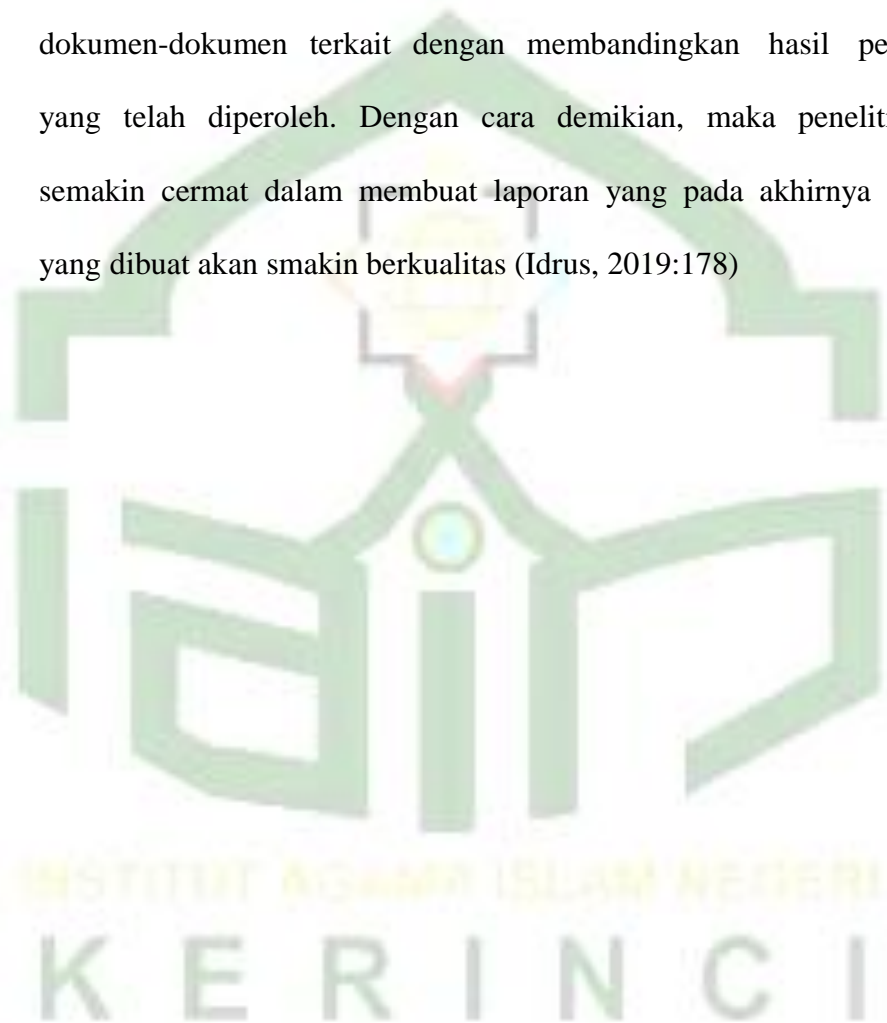 dokumen-dokumen terkait dengan membandingkan hasil pe
yang telah diperoleh. Dengan cara demikian, maka penelit
semakin cermat dalam membuat laporan yang pada akhirnya
yang dibuat akan smakin berkualitas (Idrus, 2019:178)
INSTITUT AGAMA ISLAM NEGERI
KERINCI